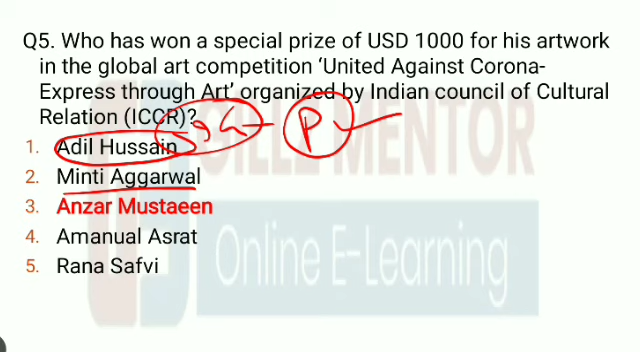 Q5. Who has won a special prize of USD 1000 for his artwork
in the global art competition ‘United Against Corona-
Express through Art’ organized by Indian council of Cultural
Relation (ICCR)?
1. Adil Hussain
2. Minti Aggarwal
3. Anzar Mustaeen
4. Amanual Asrat
5. Rana Safvi
P
MENTOR
Online E-Learning